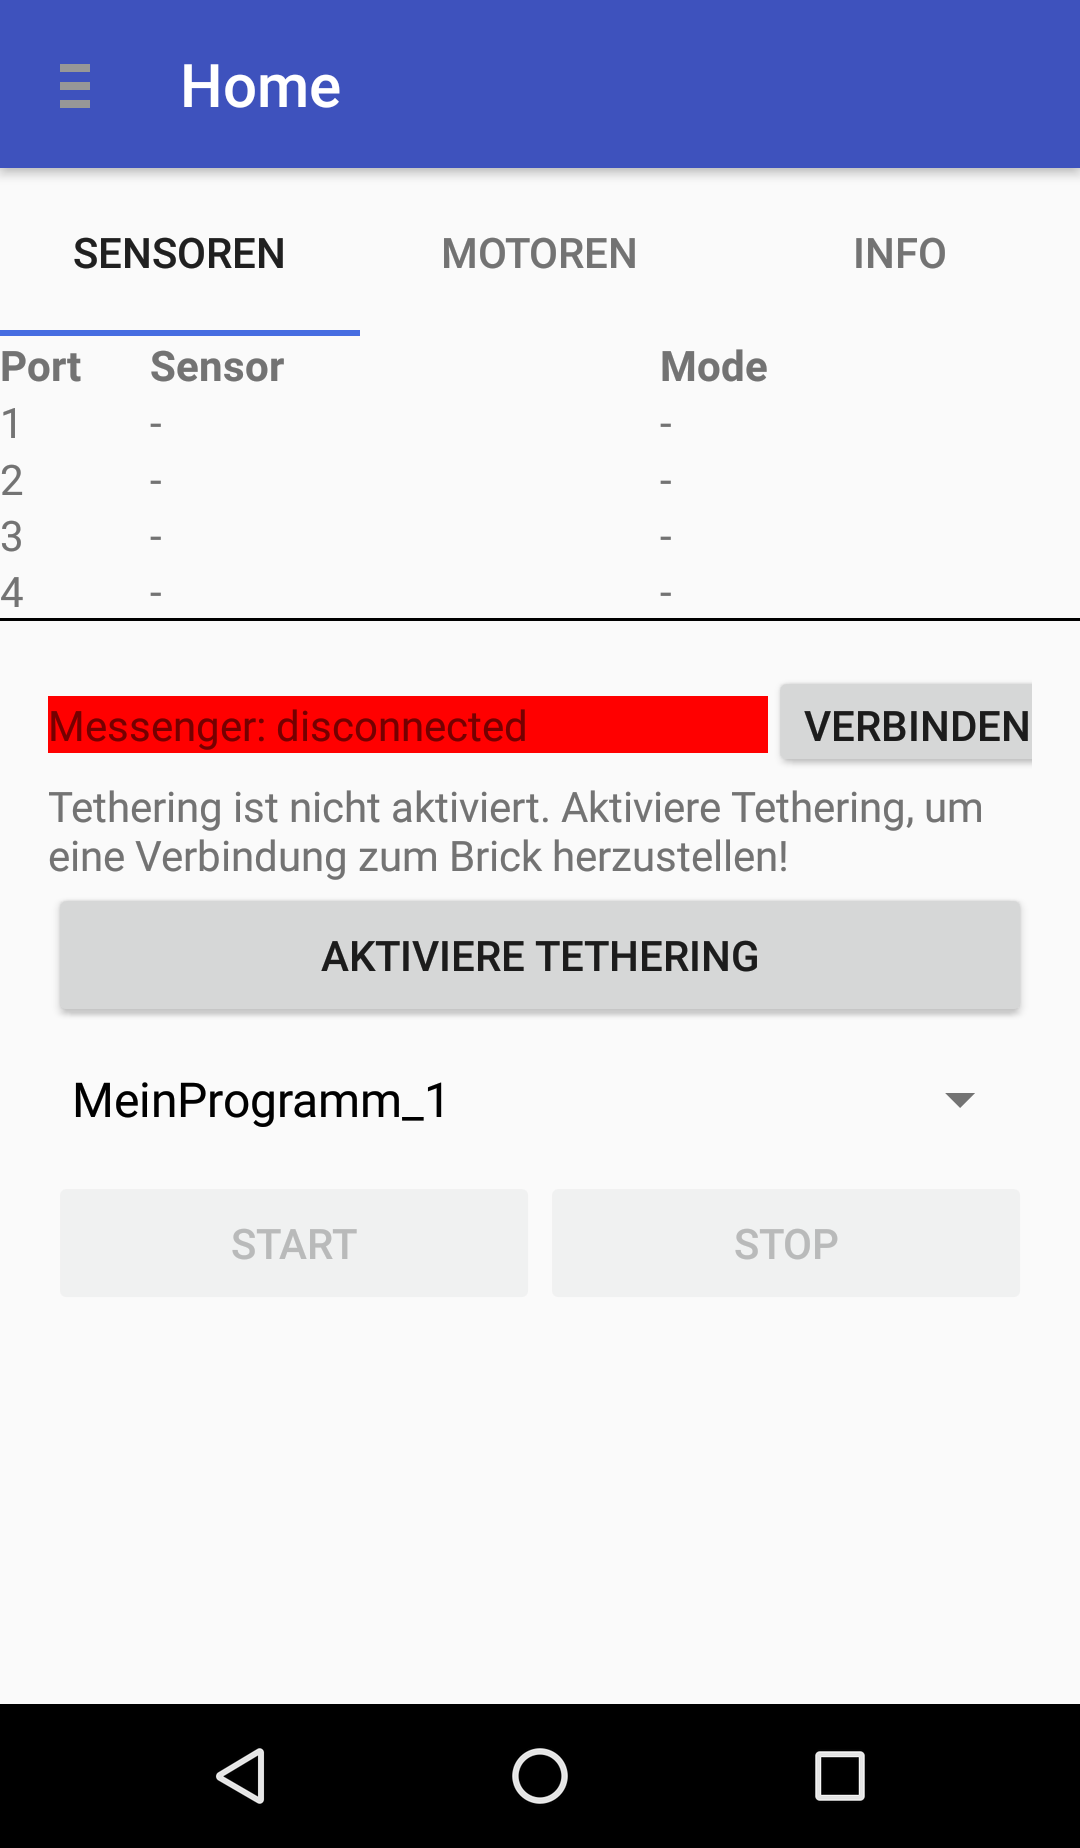 Home
SENSOREN MOTOREN INFO
Port Sensor Mode
1 - -
2 - -
3 - -
4 - -
Messenger: disconnected VERBINDEN
Tethering ist nicht aktiviert. Aktiviere Tethering, um
eine Verbindung zum Brick herzustellen!
AKTIVIERE TETHERING
MeinProgramm_1
START STOP